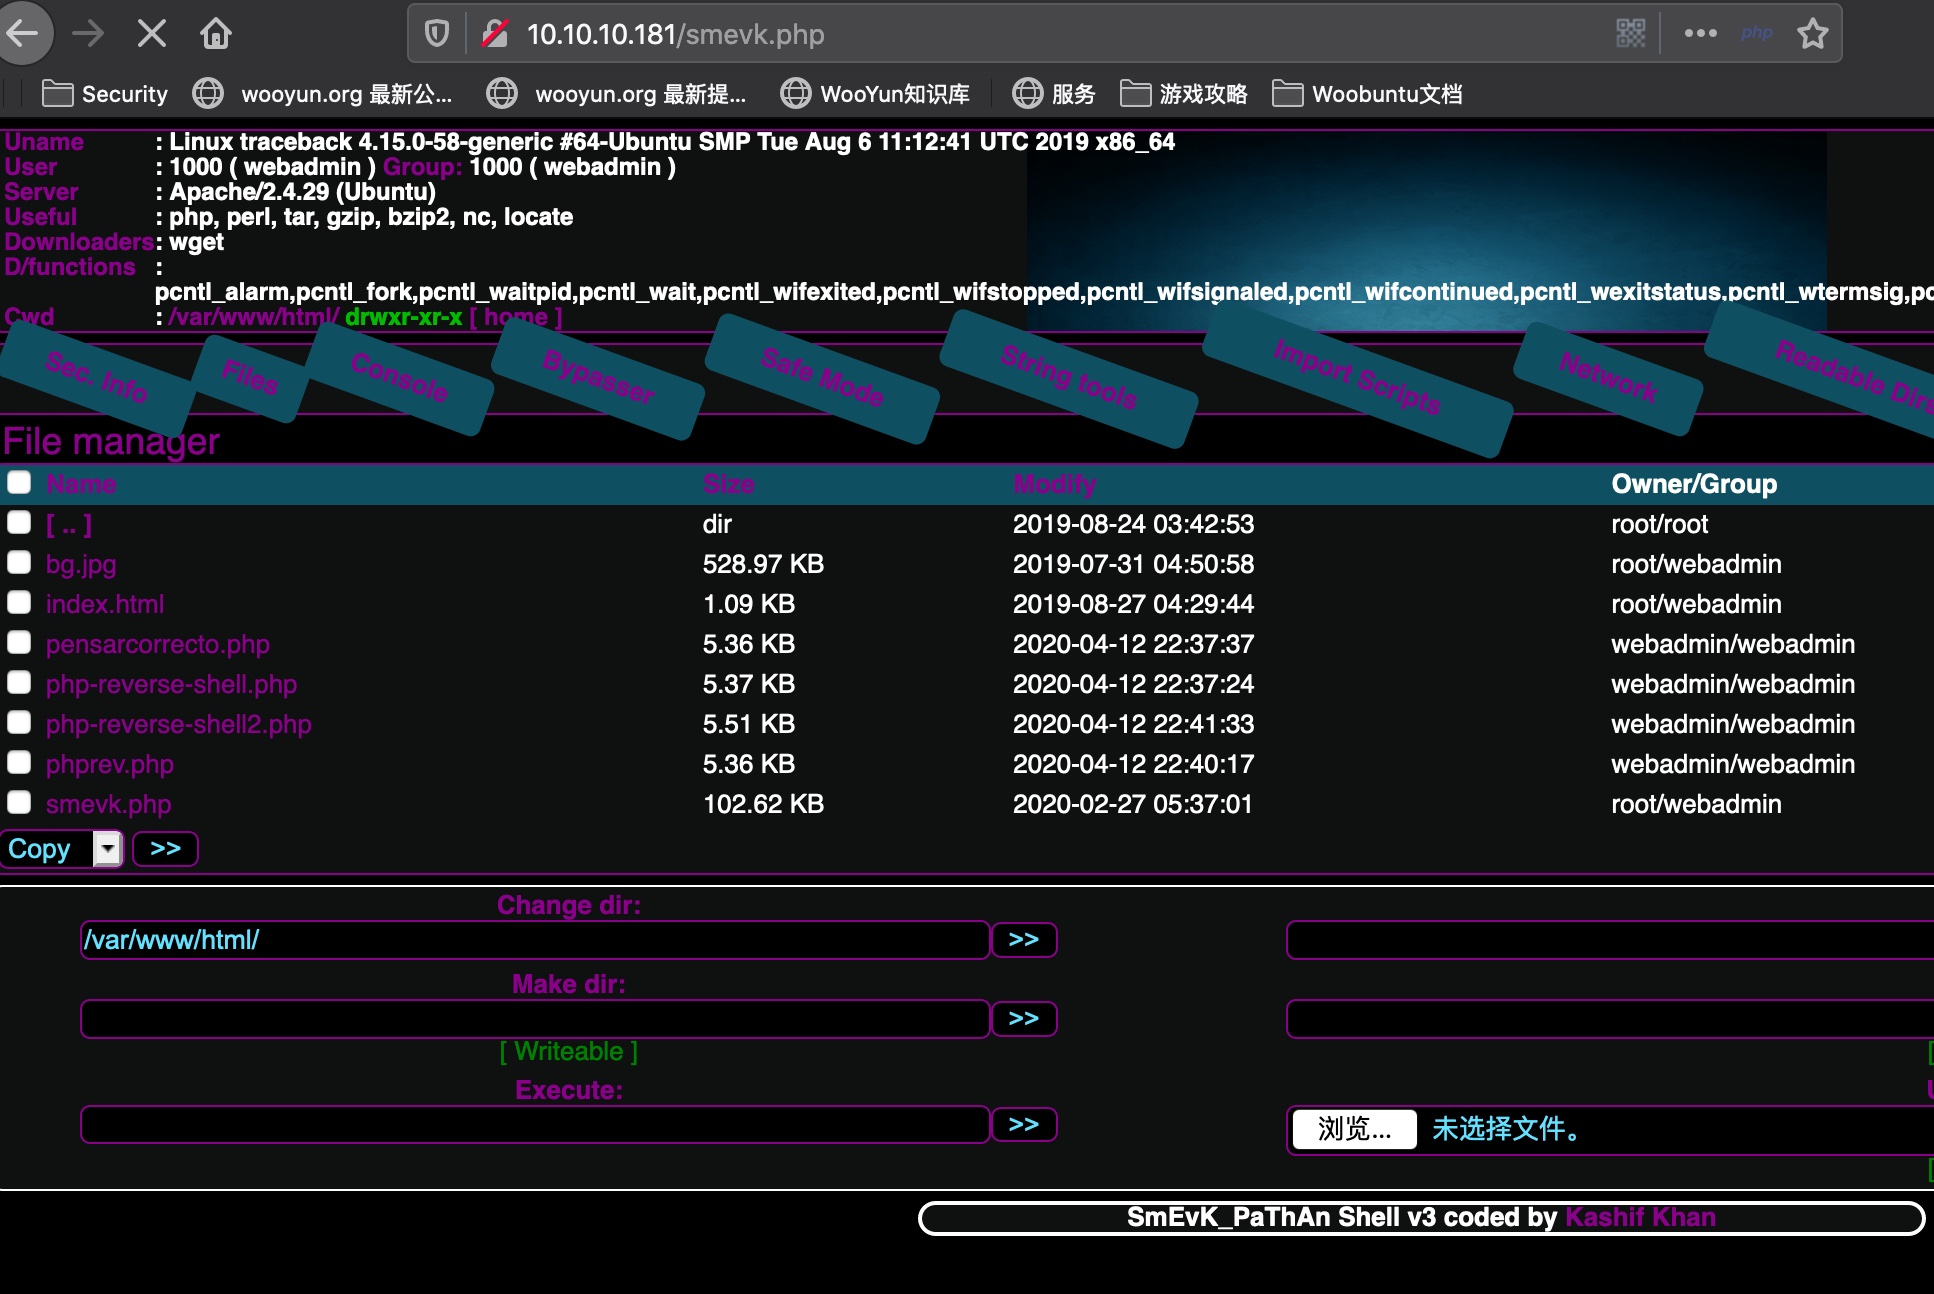 10.10.10.181/smevk.php
php
Security wooyun.org 最新公... wooyun.org 最新提... WooYun知识库 服务 游戏攻略 Woobuntu文档
Uname : Linux traceback 4.15.0-58-generic #64-Ubuntu SMP Tue Aug 6 11:12:41 UTC 2019 x86_64
User : 1000 ( webadmin ) Group: 1000 ( webadmin )
Server : Apache/2.4.29 (Ubuntu)
Useful : php, perl, tar, gzip, bzip2, nc, locate
Downloaders : wget
D/functions :
pcntl_alarm,pcntl_fork,pcntl_waitpid,pcntl_wait,pcntl_wifexited,pcntl_wifstopped,pcntl_wifsignaled,pcntl_wifcontinued,pcntl_wexitstatus,pcntl_wtermsig,pc
Cwd : /var/www/html/ drwxr-xr-x [ home ]
Sec. Info Files Console Bypasser Safe Mode String tools Import Scripts Network Readable Dirs
File manager
Name Size Modify Owner/Group
[ .. ] dir 2019-08-24 03:42:53 root/root
bg.jpg 528.97 KB 2019-07-31 04:50:58 root/webadmin
index.html 1.09 KB 2019-08-27 04:29:44 root/webadmin
pensarcorrecto.php 5.36 KB 2020-04-12 22:37:37 webadmin/webadmin
php-reverse-shell.php 5.37 KB 2020-04-12 22:37:24 webadmin/webadmin
php-reverse-shell2.php 5.51 KB 2020-04-12 22:41:33 webadmin/webadmin
phprev.php 5.36 KB 2020-04-12 22:40:17 webadmin/webadmin
smevk.php 102.62 KB 2020-02-27 05:37:01 root/webadmin
Copy >>
Change dir:
/var/www/html/ >>
Make dir:
>>
[ Writeable ]
Execute:
>>
浏览... 未选择文件。
SmEvK_PaThAn Shell v3 coded by Kashif Khan